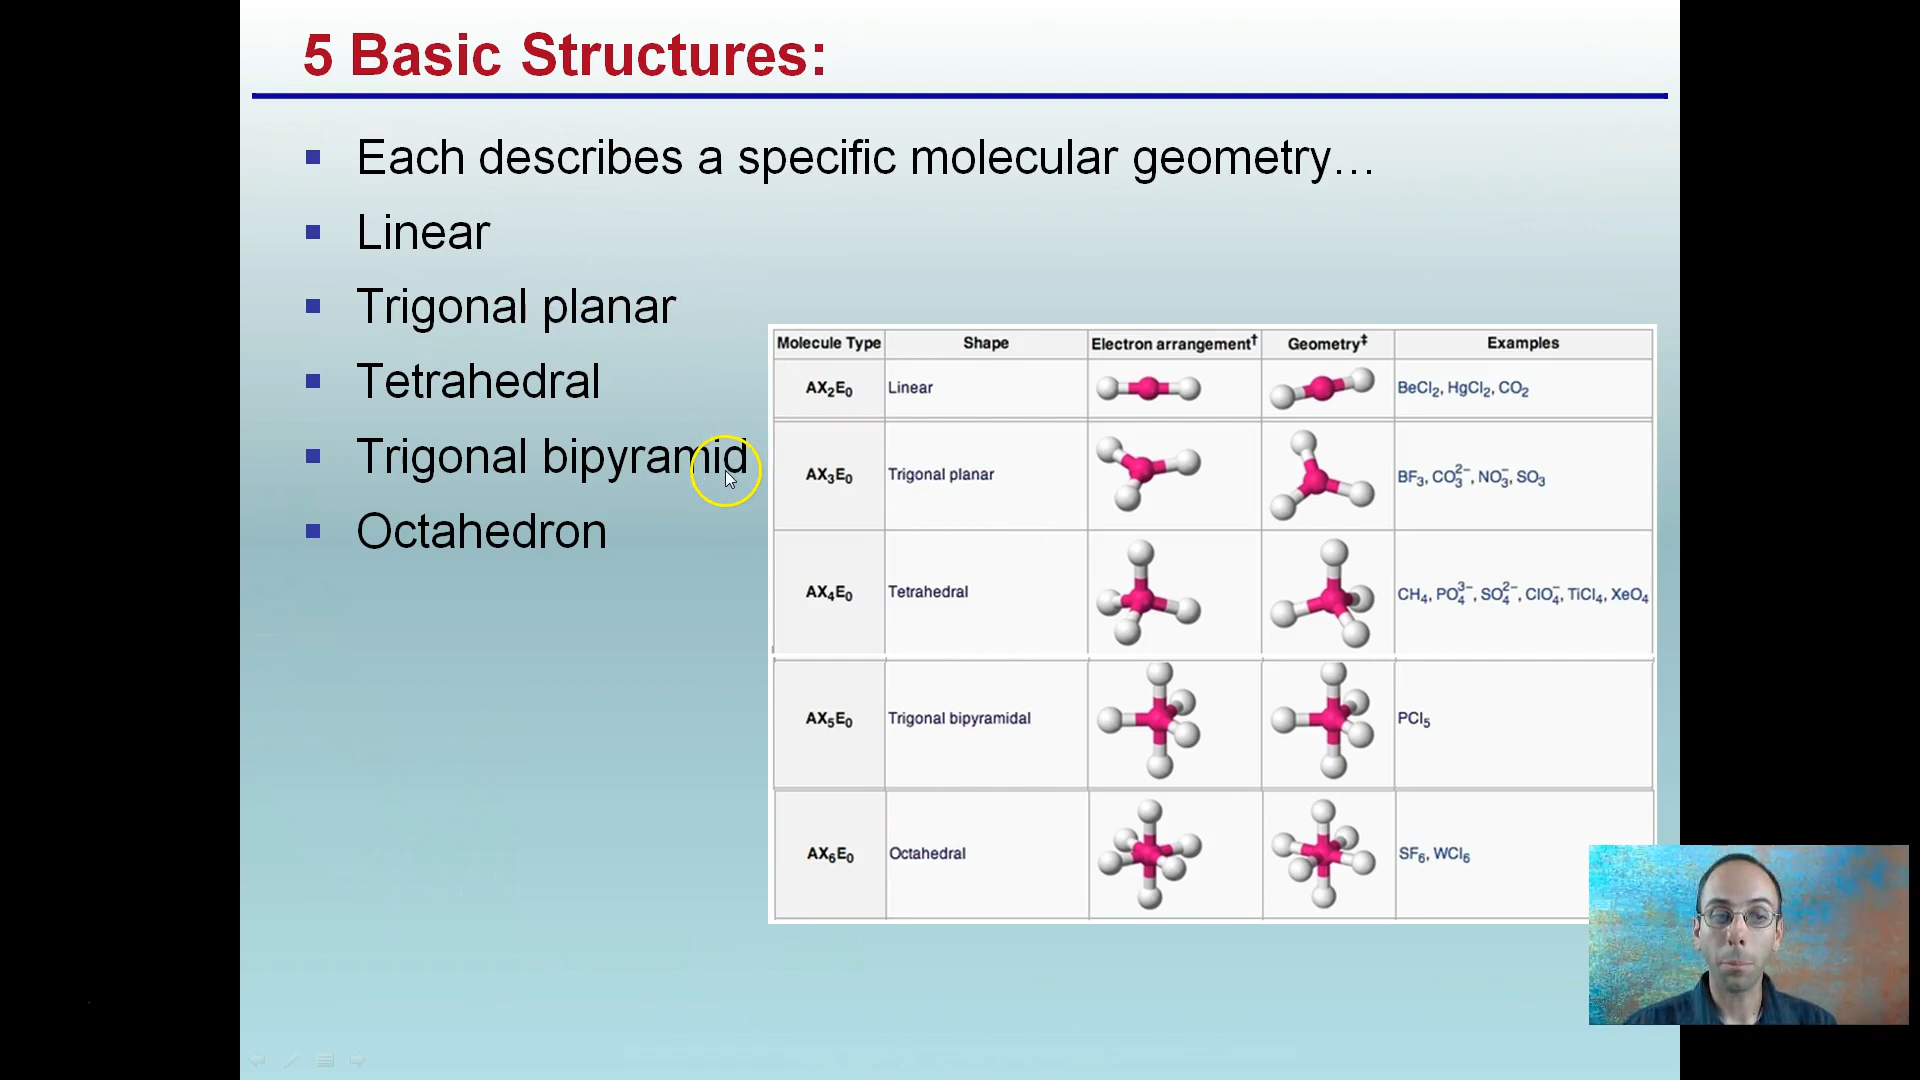 5 Basic Structures:
Each describes a specific molecular geometry…
Linear
Trigonal planar
Tetrahedral
Trigonal bipyramid
Octahedron
Molecule Type Shape Electron arrangement† Geometry‡ Examples
AX₂E₀ Linear BeCl₂, HgCl₂, CO₂
AX₃E₀ Trigonal planar BF₃, CO₃²⁻, NO₃⁻, SO₃
AX₄E₀ Tetrahedral CH₄, PO₄³⁻, SO₄²⁻, ClO₄⁻, TiCl₄, XeO₄
AX₅E₀ Trigonal bipyramidal PCl₅
AX₆E₀ Octahedral SF₆, WCl₆